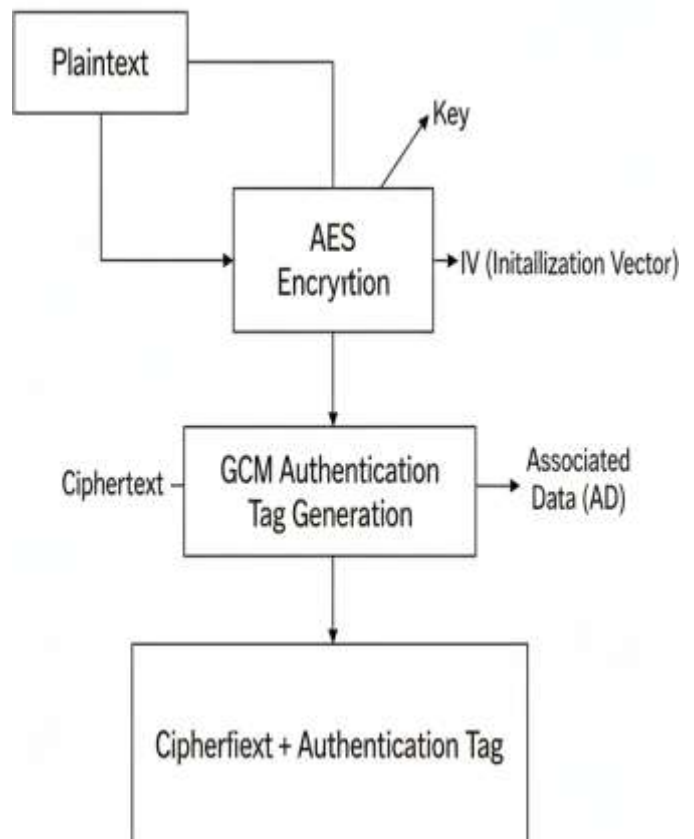 Plaintext
Key
AES
Encryrtion
IV (Initallization Vector)
Ciphertext
GCM Authentication
Tag Generation
Associated
Data (AD)
Cipherfiext + Authentication Tag